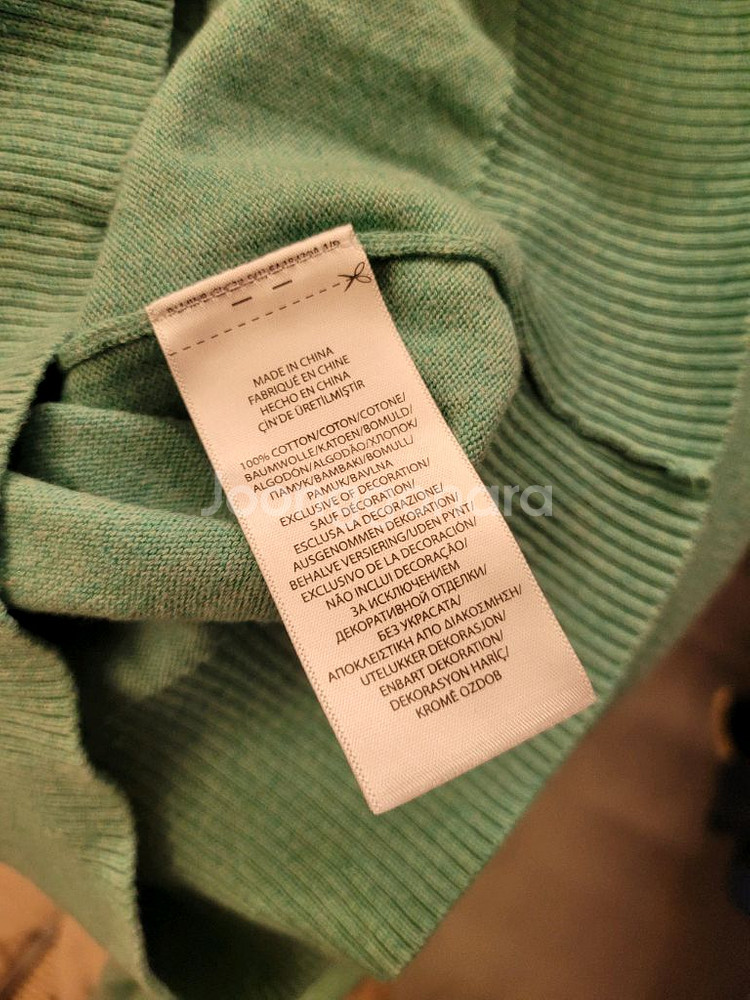 MADE IN CHINA
FABRIQUÉ EN CHINE
HECHO EN CHINA
ÇİN'DE ÜRETİLMİŞTİR
100% COTTON/COTON/COTONE/
BAUMWOLLE/KATOEN/BOMULD/
ALGODÓN/ALGODÃO/ХЛОПОК/
ПАМУК/ΒΑΜΒΑΚΙ/BOMULL/
PAMUK/BAVLNA
EXCLUSIVE OF DECORATION/
SAUF DÉCORATION/
ESCLUSA LA DECORAZIONE/
AUSGENOMMEN DEKORATION/
BEHALVE VERSIERING/UDEN PYNT/
EXCLUSIVO DE LA DECORACIÓN/
NÃO INCLUI DECORAÇÃO/
ЗА ИСКЛЮЧЕНИЕМ
ДЕКОРАТИВНОЙ ОТДЕЛКИ/
БЕЗ УКРАСАТА/
ΑΠΟΚΛΕΙΣΤΙΚΗ ΑΠΟ ΔΙΑΚΟΣΜΗΣΗ/
UTELUKKER DEKORASJON/
ENBART DEKORATION/
DEKORASYON HARİÇ/
KROMĚ OZDOB
Joonggonara